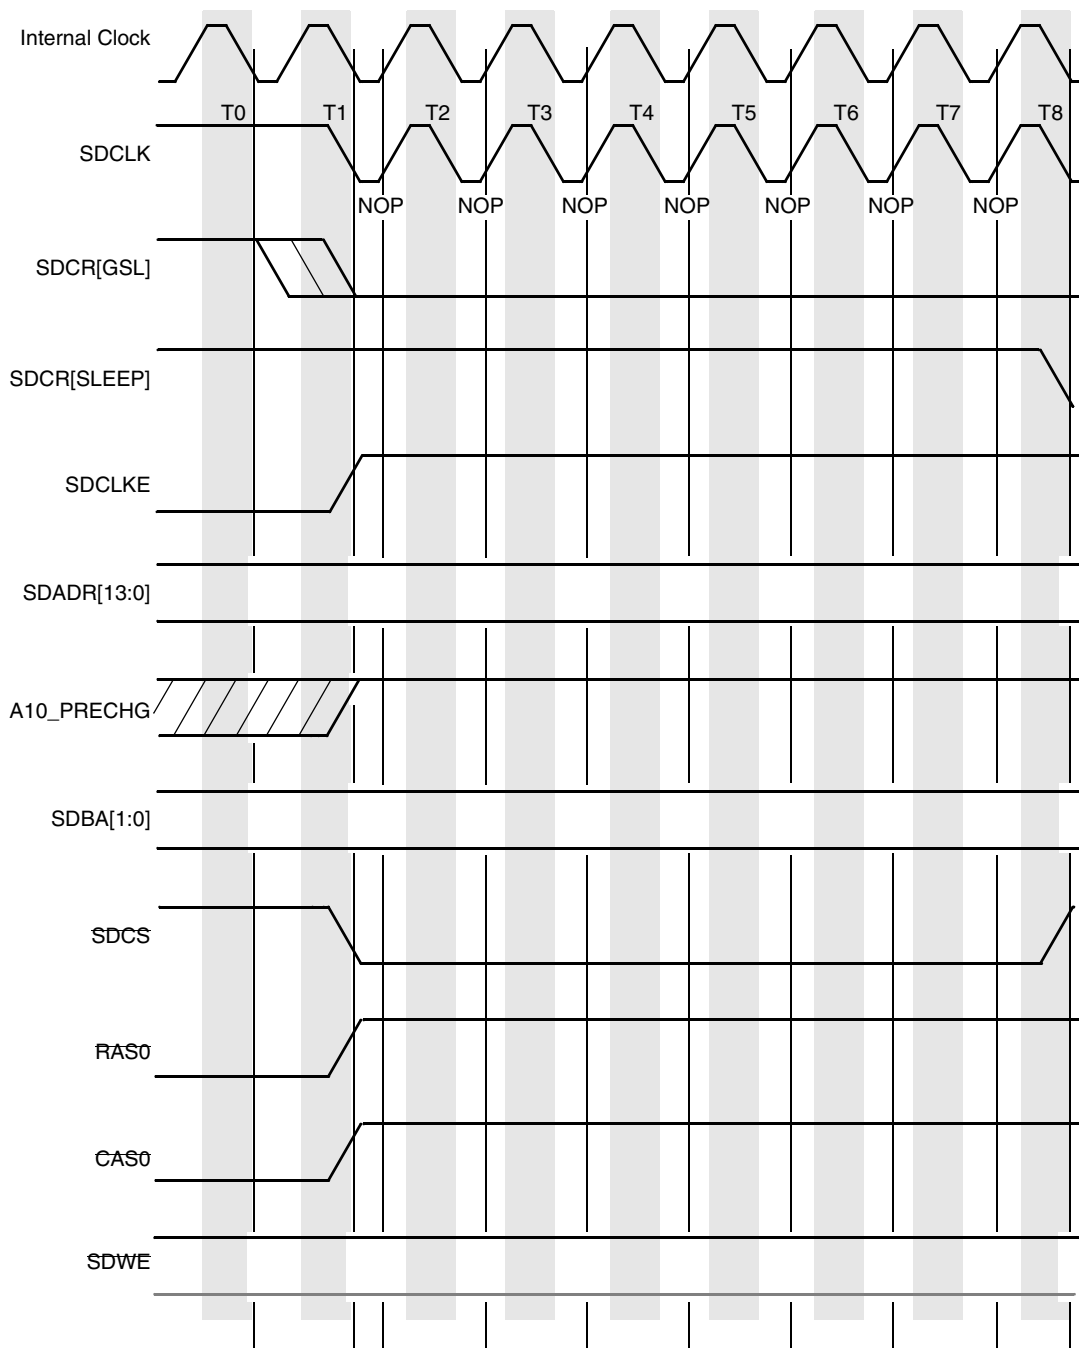 Internal Clock
T0 T1 T2 T3 T4 T5 T6 T7 T8
SDCLK
NOP NOP NOP NOP NOP NOP NOP
SDCR[GSL]
SDCR[SLEEP]
SDCLKE
SDADR[13:0]
A10_PRECHG
SDBA[1:0]
SDCS
RAS0
CAS0
SDWE